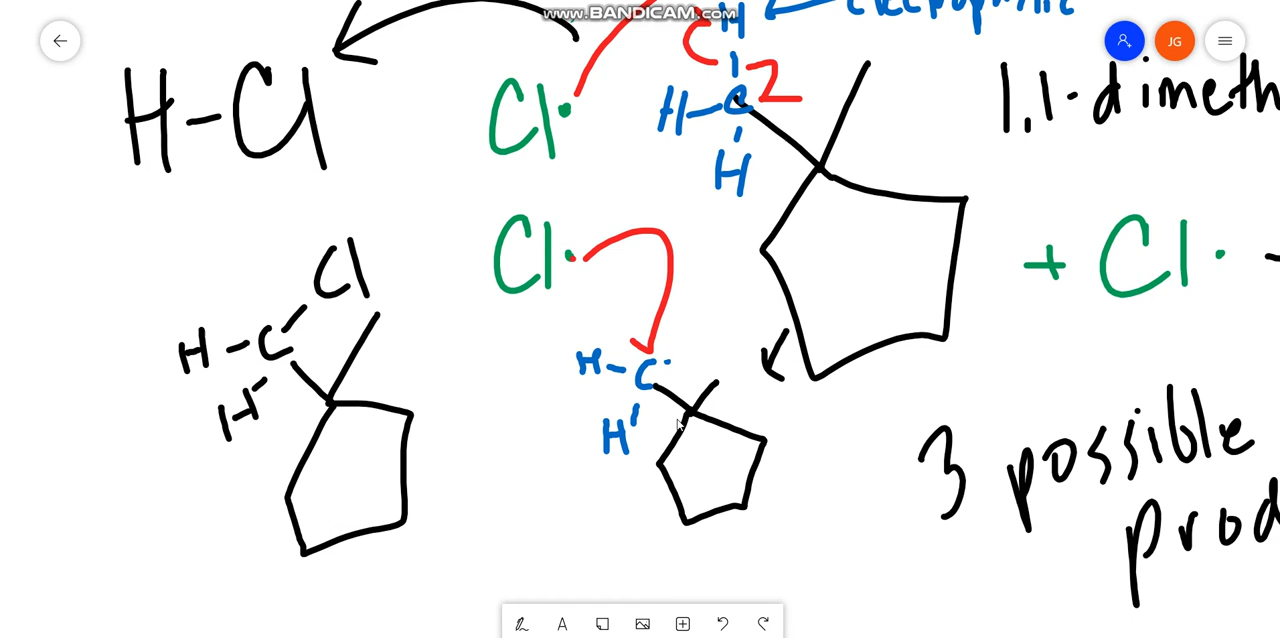 www.BANDICAM.com
JG
H
H-Cl
Cl·
H-C
2
H
1,1-dimeth
Cl·
+ Cl·
Cl
H-C
H
H-C·
H
3 possible
prod
A